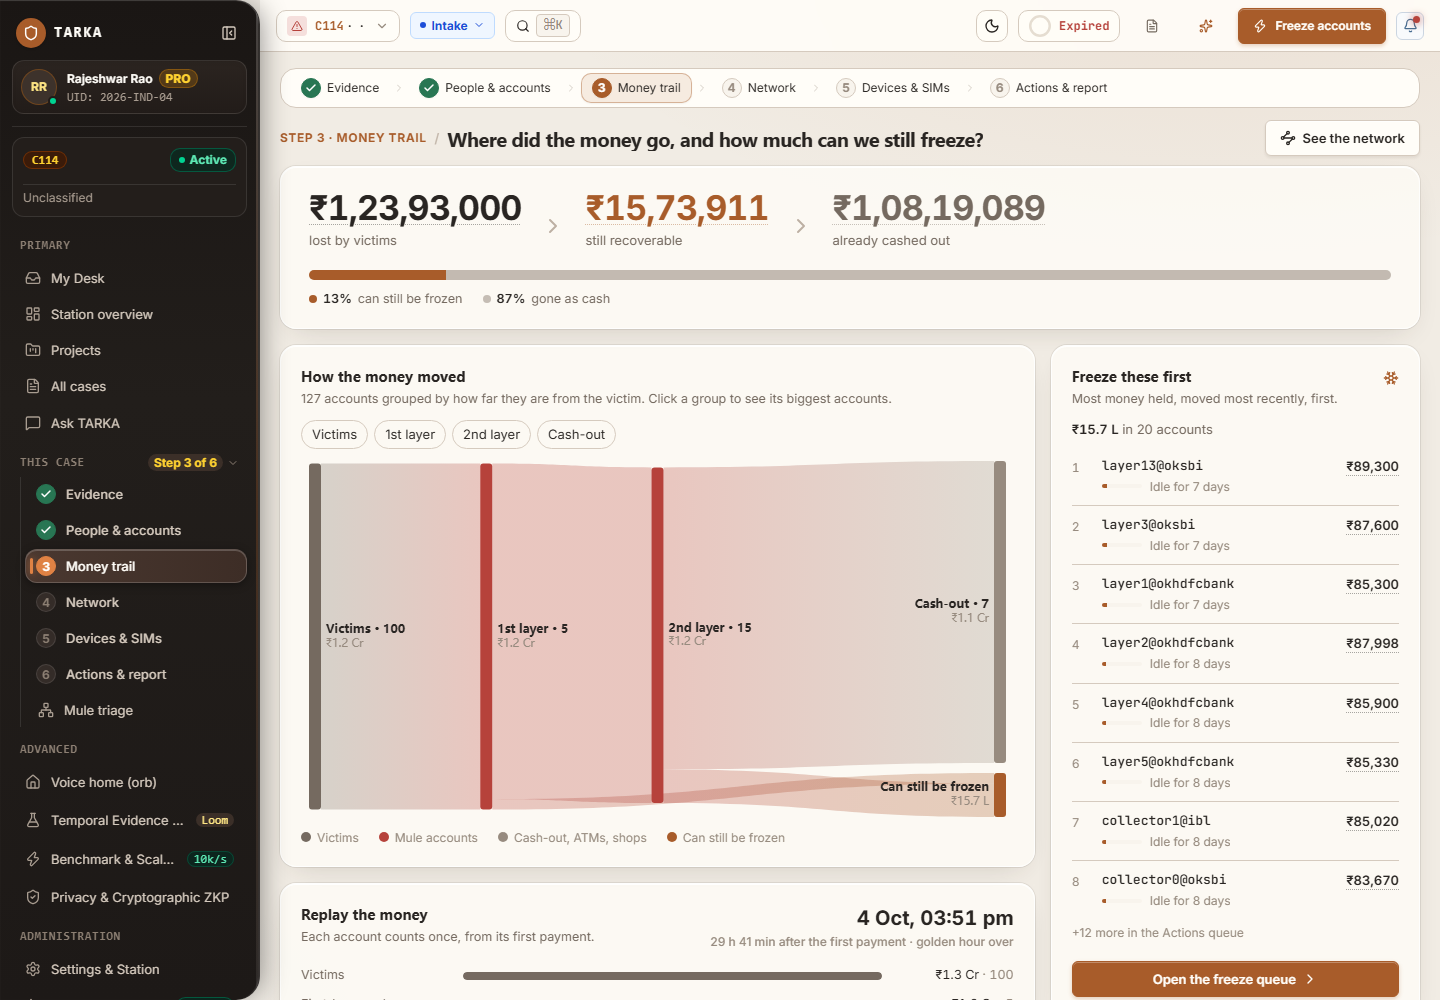 TARKA
RR
Rajeshwar Rao PRO
UID: 2026-IND-04
C114 Active
Unclassified
PRIMARY
My Desk
Station overview
Projects
All cases
Ask TARKA
THIS CASE Step 3 of 6
Evidence
People & accounts
3 Money trail
4 Network
5 Devices & SIMs
6 Actions & report
Mule triage
ADVANCED
Voice home (orb)
Temporal Evidence ... Loom
Benchmark & Scal... 10k/s
Privacy & Cryptographic ZKP
ADMINISTRATION
Settings & Station
C114 · · Intake ⌘K Expired Freeze accounts
Evidence People & accounts 3 Money trail 4 Network 5 Devices & SIMs 6 Actions & report
STEP 3 · MONEY TRAIL / Where did the money go, and how much can we still freeze? See the network
₹1,23,93,000 ₹15,73,911 ₹1,08,19,089
lost by victims still recoverable already cashed out
13% can still be frozen 87% gone as cash
How the money moved
127 accounts grouped by how far they are from the victim. Click a group to see its biggest accounts.
Victims 1st layer 2nd layer Cash-out
Victims • 100
₹1.2 Cr
1st layer • 5
₹1.2 Cr
2nd layer • 15
₹1.2 Cr
Cash-out • 7
₹1.1 Cr
Can still be frozen
₹15.7 L
Victims Mule accounts Cash-out, ATMs, shops Can still be frozen
Replay the money
Each account counts once, from its first payment.
4 Oct, 03:51 pm
29 h 41 min after the first payment · golden hour over
Victims ₹1.3 Cr · 100
Freeze these first
Most money held, moved most recently, first.
₹15.7 L in 20 accounts
1 layer13@oksbi ₹89,300
Idle for 7 days
2 layer3@oksbi ₹87,600
Idle for 7 days
3 layer1@okhdfcbank ₹85,300
Idle for 7 days
4 layer2@okhdfcbank ₹87,998
Idle for 8 days
5 layer4@okhdfcbank ₹85,900
Idle for 8 days
6 layer5@okhdfcbank ₹85,330
Idle for 8 days
7 collector1@ibl ₹85,020
Idle for 8 days
8 collector0@oksbi ₹83,670
Idle for 8 days
+12 more in the Actions queue
Open the freeze queue